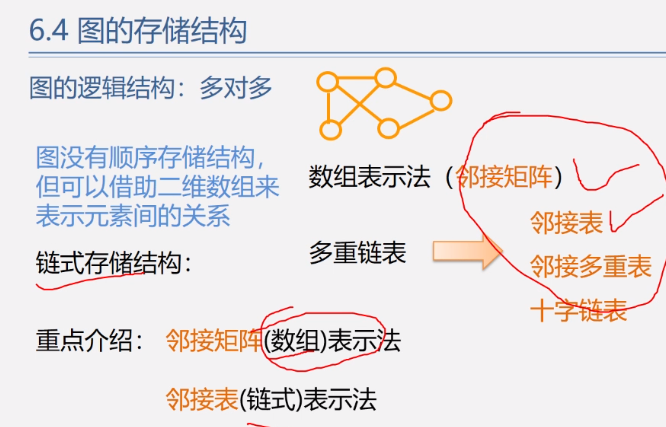 6.4 图的存储结构
图的逻辑结构：多对多
图没有顺序存储结构，
但可以借助二维数组来
表示元素间的关系
数组表示法（邻接矩阵）
链式存储结构：
多重链表
邻接表
邻接多重表
十字链表
重点介绍：邻接矩阵(数组)表示法
邻接表(链式)表示法